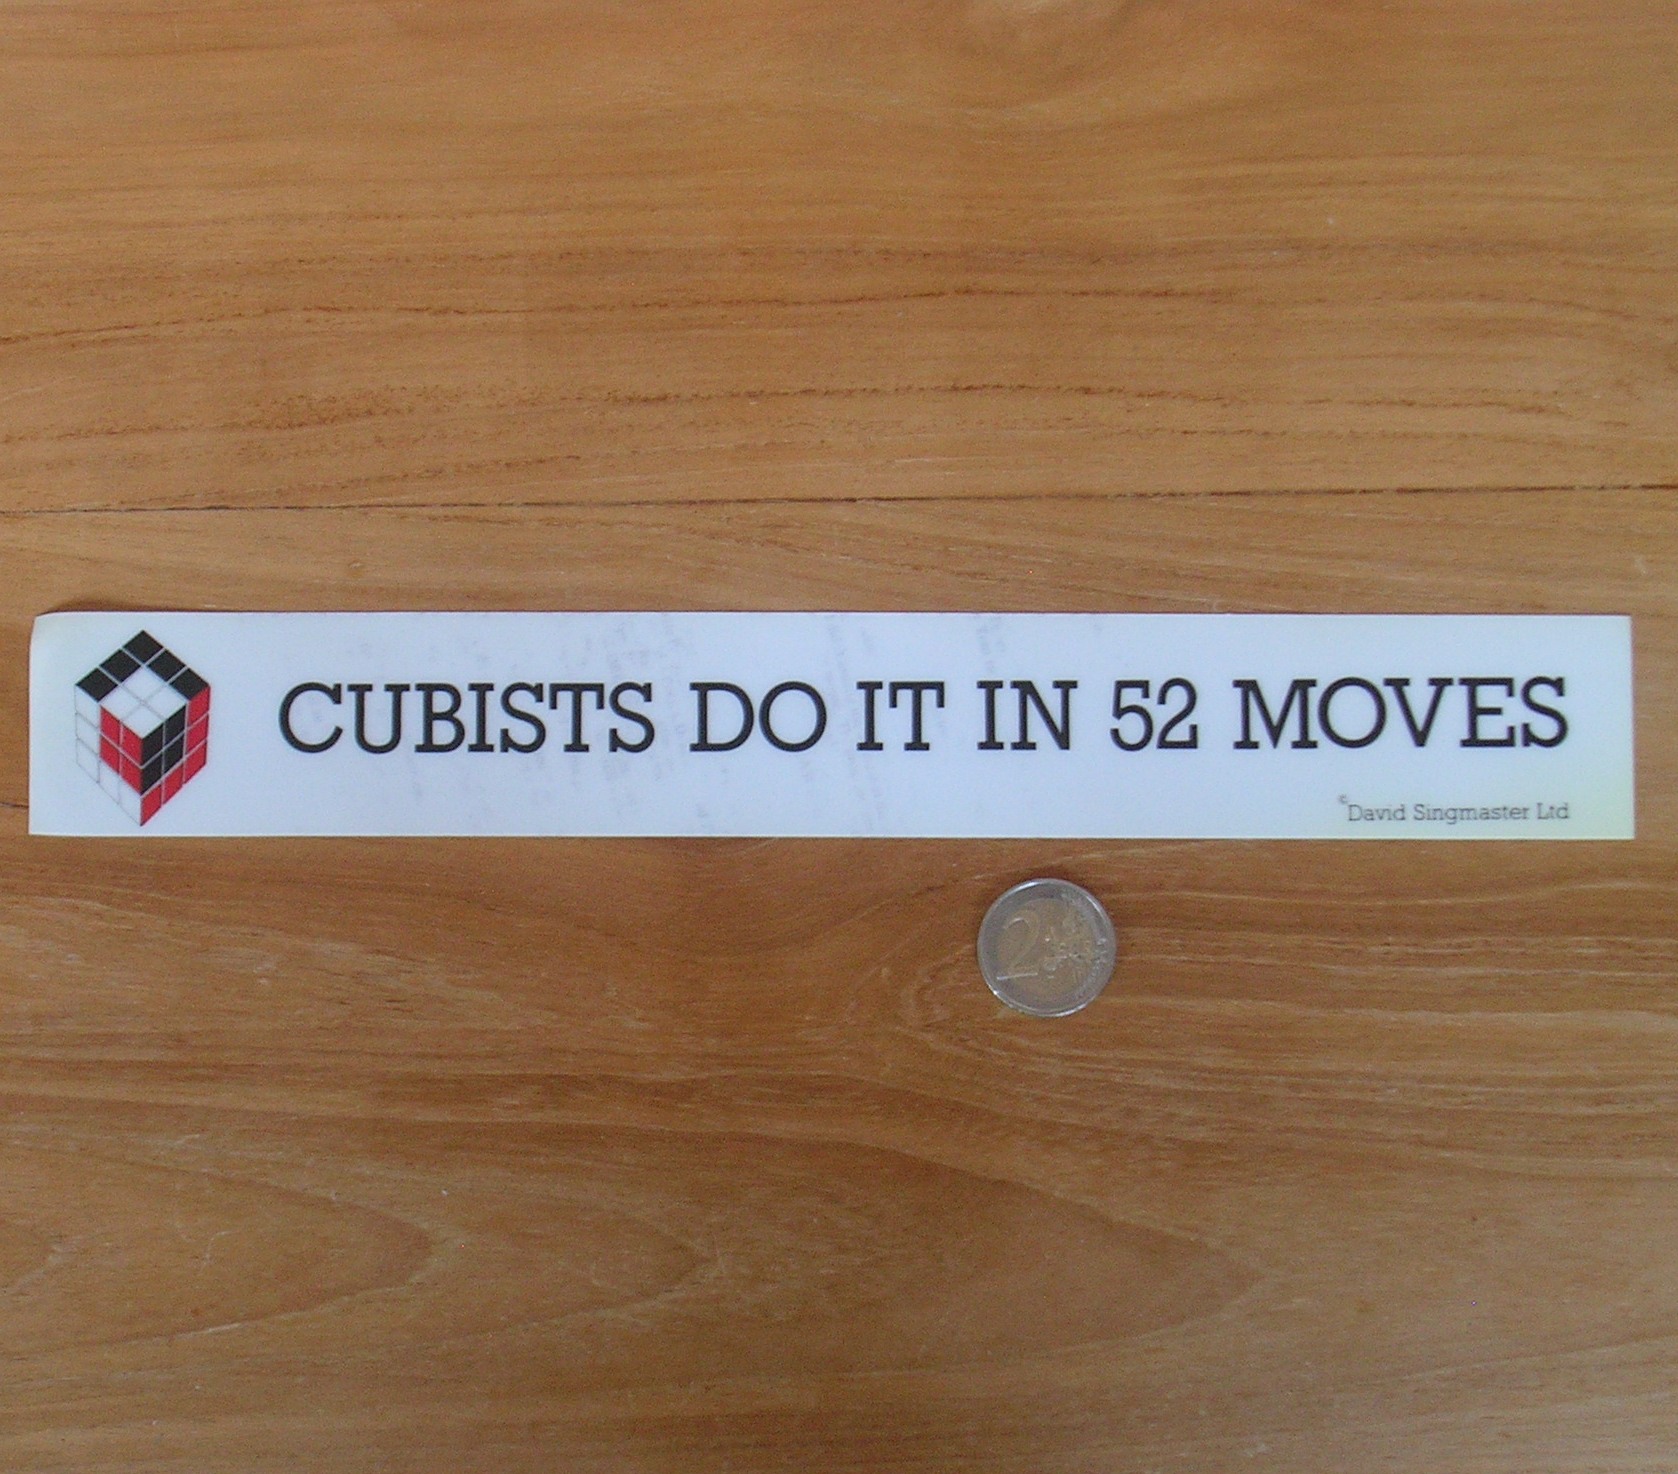 CUBISTS DO IT IN 52 MOVES
©David Singmaster Ltd
2